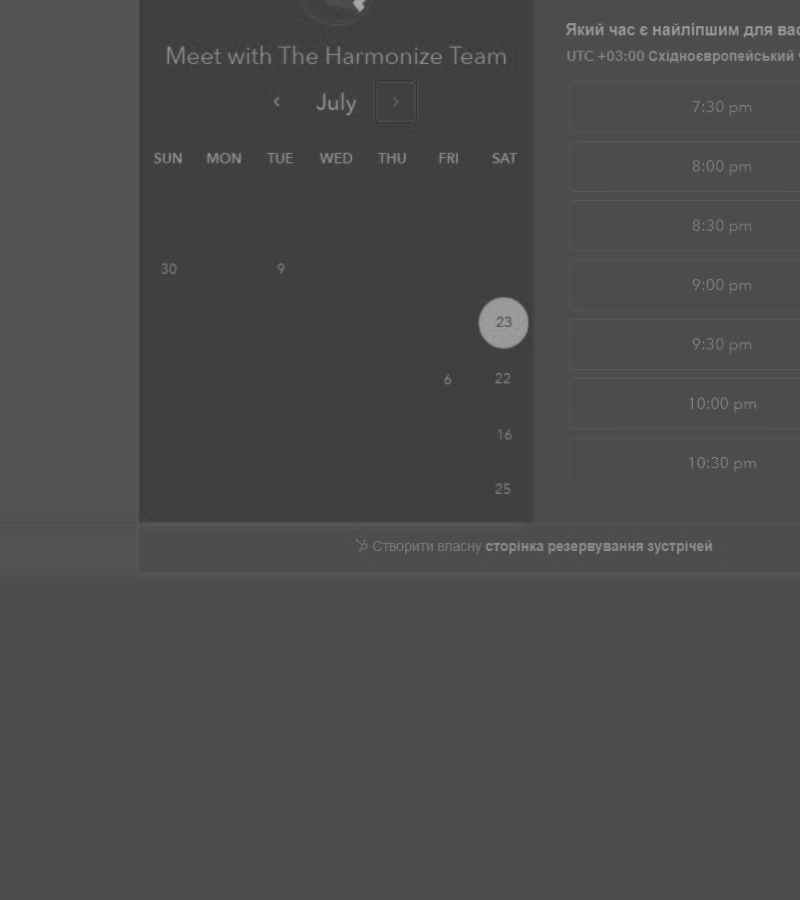 Meet with The Harmonize Team
‹ July ›
SUN MON TUE WED THU FRI SAT
30 9
23
6 22
16
25
Який час є найліпшим для вас
UTC +03:00 Східноєвропейський
7:30 pm
8:00 pm
8:30 pm
9:00 pm
9:30 pm
10:00 pm
10:30 pm
Створити власну сторінка резервування зустрічей